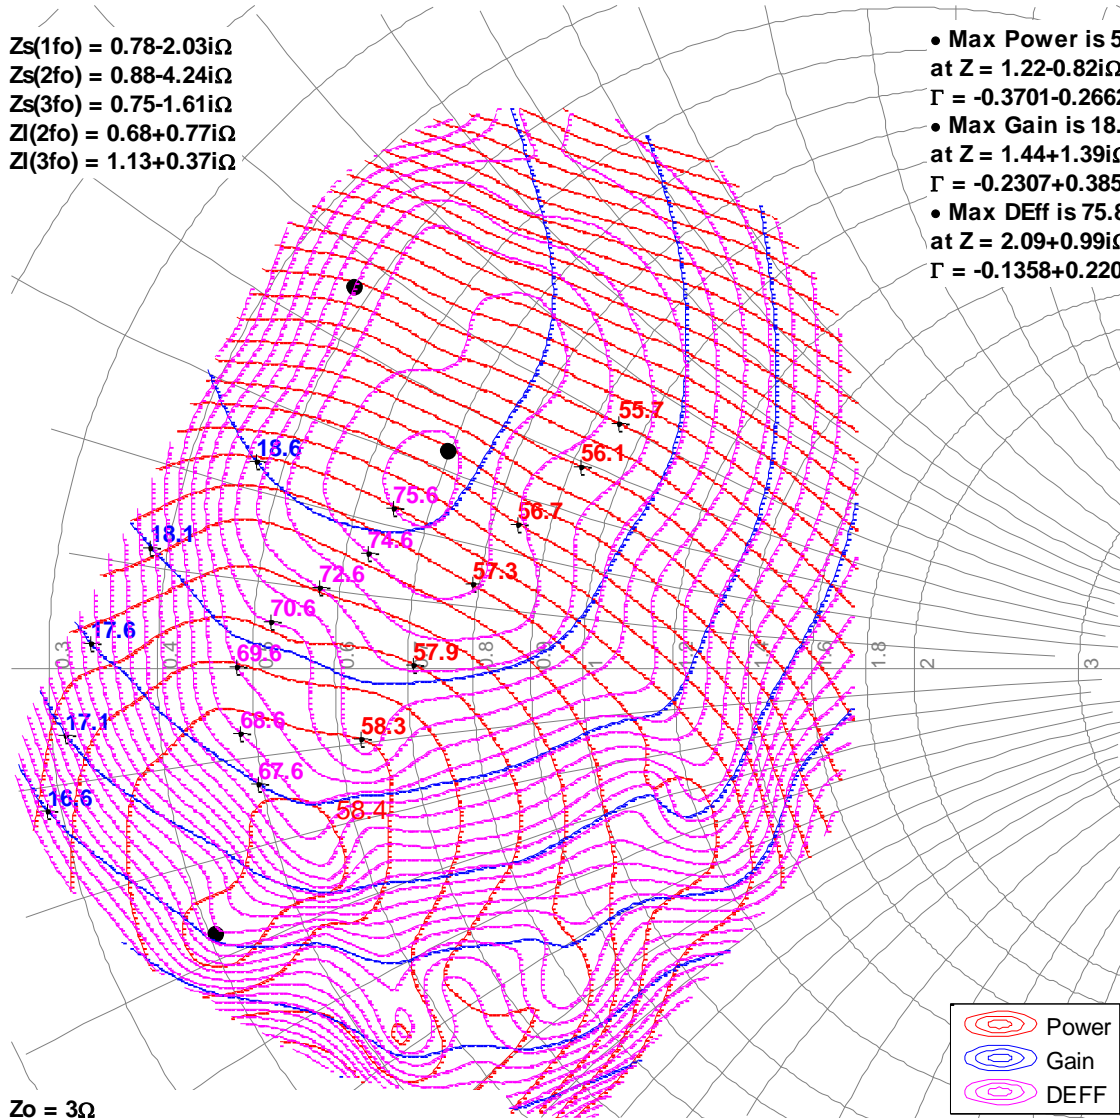 Zs(1fo) = 0.78-2.03iΩ
Zs(2fo) = 0.88-4.24iΩ
Zs(3fo) = 0.75-1.61iΩ
Zl(2fo) = 0.68+0.77iΩ
Zl(3fo) = 1.13+0.37iΩ
• Max Power is 5
at Z = 1.22-0.82iΩ
Γ = -0.3701-0.2662
• Max Gain is 18.
at Z = 1.44+1.39iΩ
Γ = -0.2307+0.385
• Max DEff is 75.8
at Z = 2.09+0.99iΩ
Γ = -0.1358+0.220
55.7
18.6
56.1
75.6
56.7
18.1
74.6
72.6
57.3
70.6
17.6
69.6
57.9
0.3
0.4
0.6
0.8
0.9
1
1.2
1.4
1.6
1.8
2
3
68.6
58.3
17.1
67.6
16.6
58.4
Power
Gain
DEFF
Zo = 3Ω